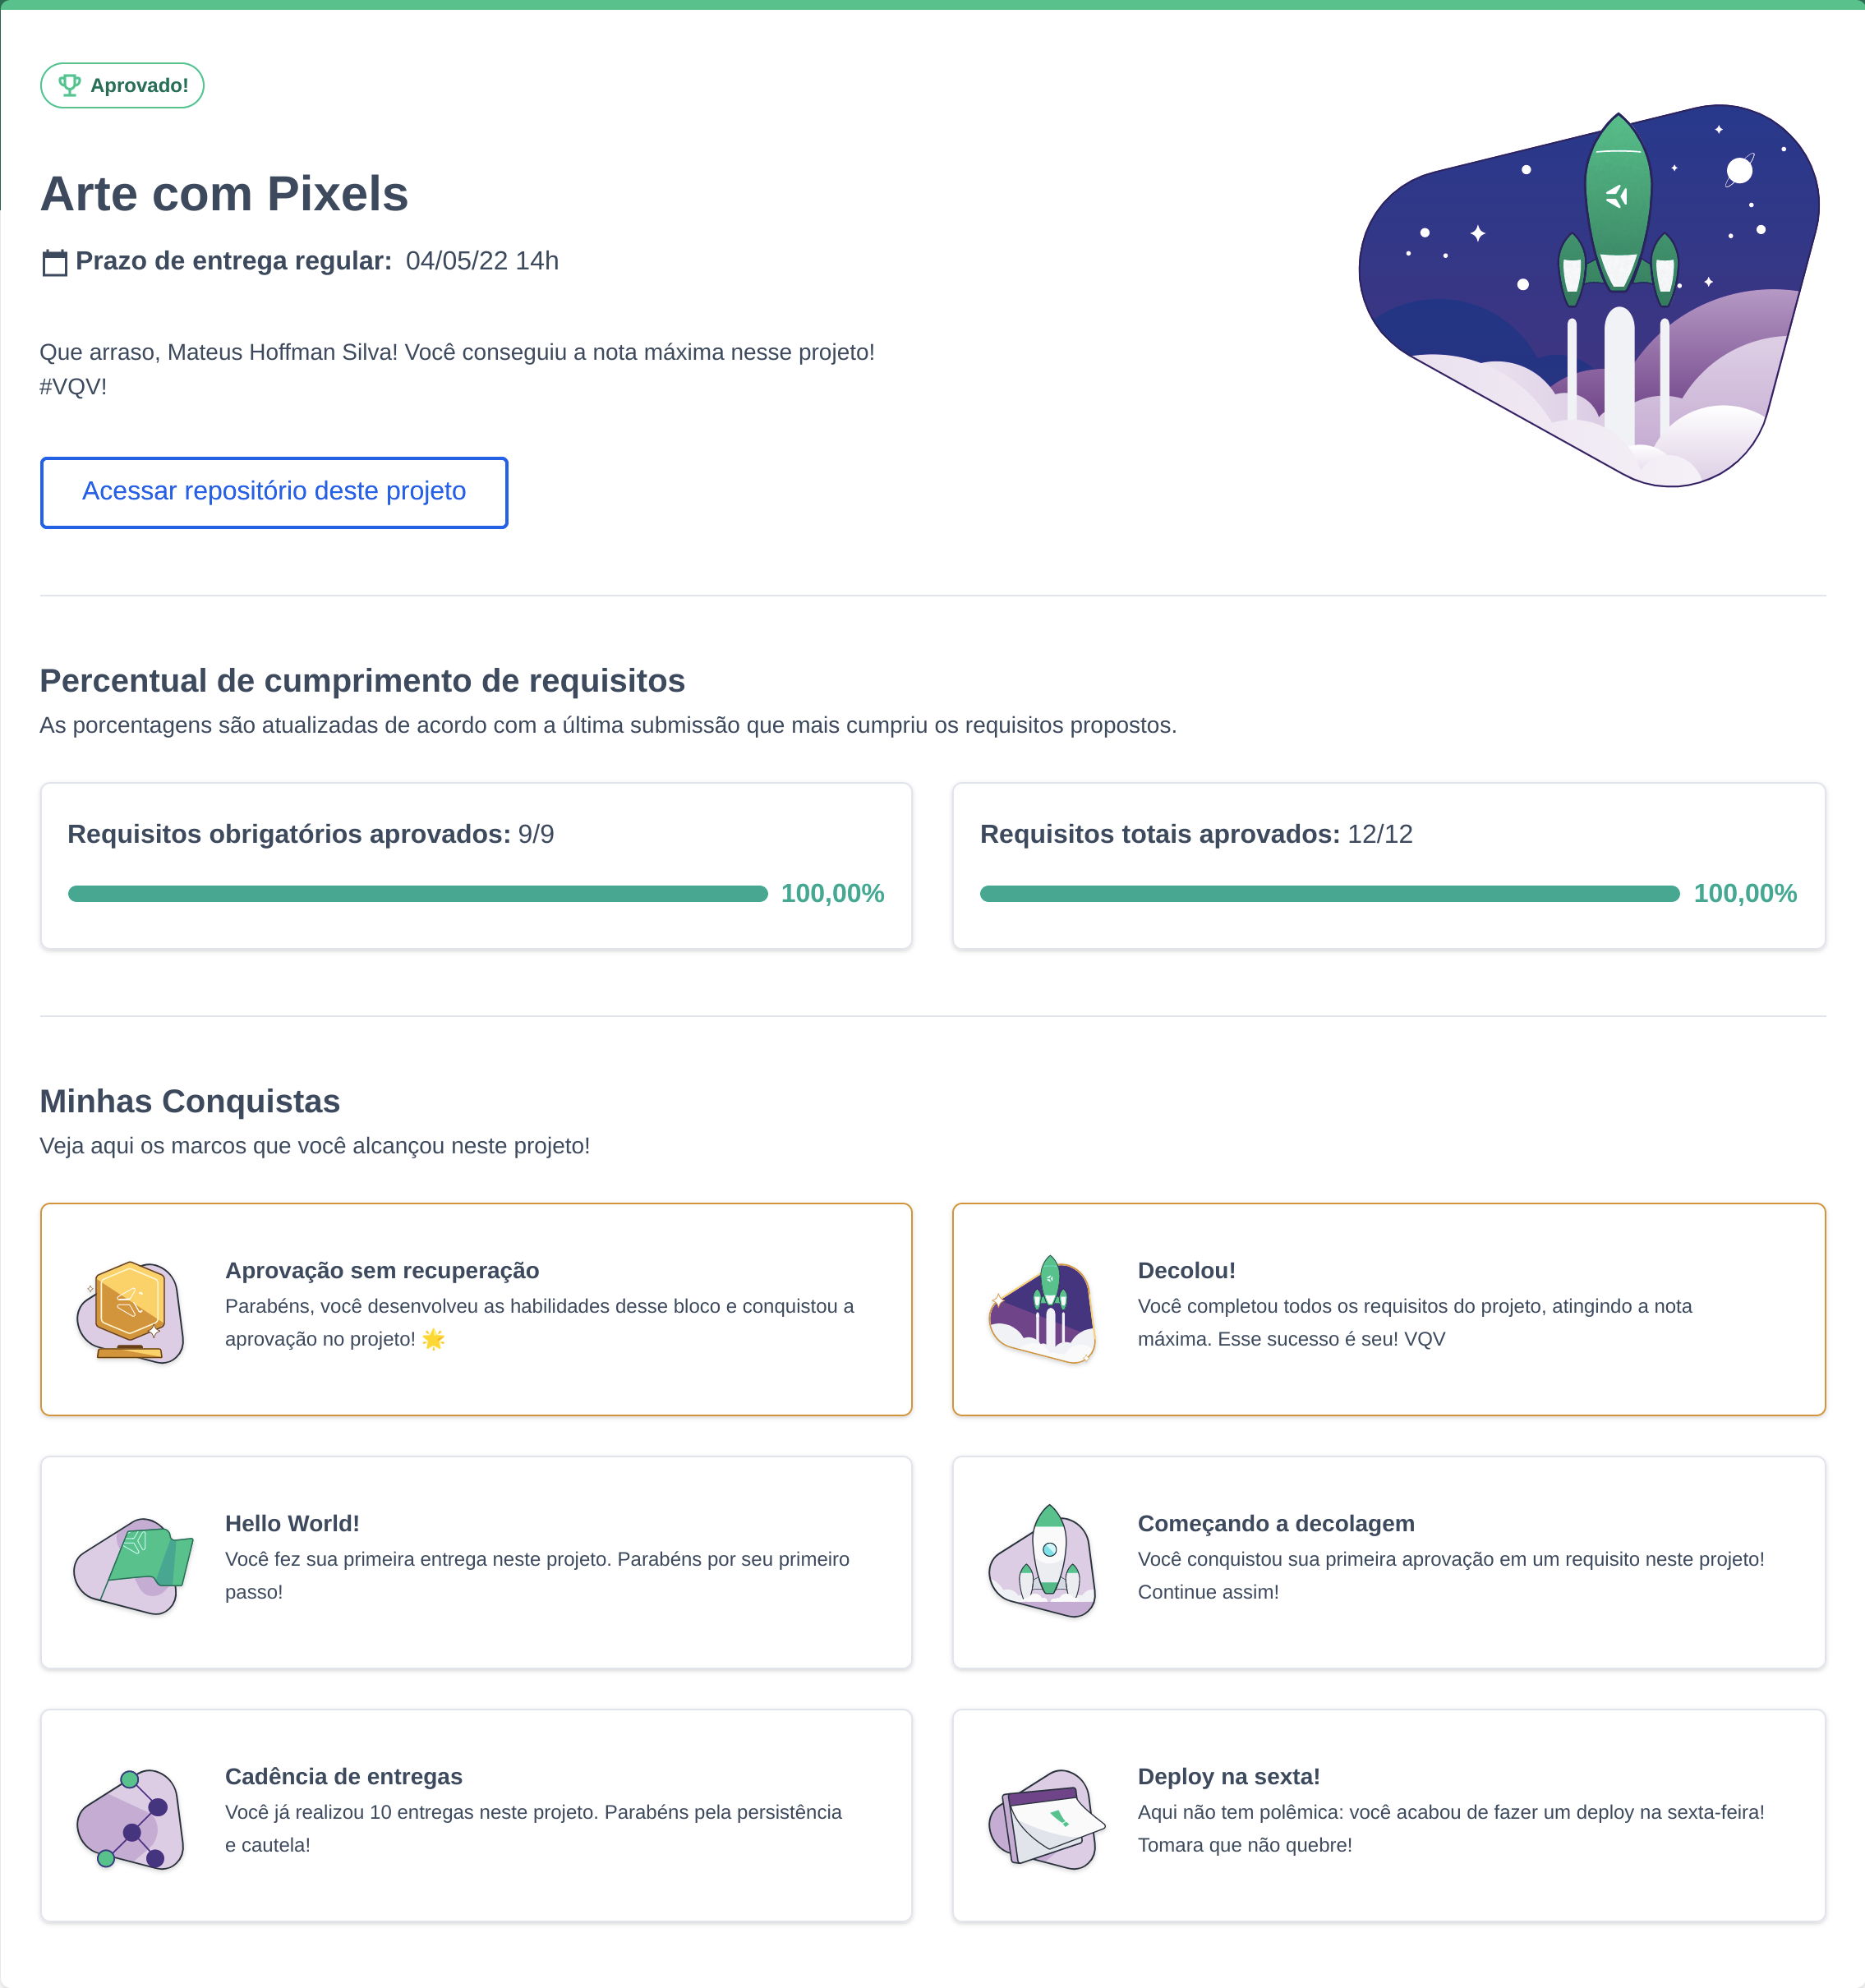 Aprovado!
Arte com Pixels
Prazo de entrega regular: 04/05/22 14h
Que arraso, Mateus Hoffman Silva! Você conseguiu a nota máxima nesse projeto!
#VQV!
Acessar repositório deste projeto
Percentual de cumprimento de requisitos
As porcentagens são atualizadas de acordo com a última submissão que mais cumpriu os requisitos propostos.
Requisitos obrigatórios aprovados: 9/9
100,00%
Requisitos totais aprovados: 12/12
100,00%
Minhas Conquistas
Veja aqui os marcos que você alcançou neste projeto!
Aprovação sem recuperação
Parabéns, você desenvolveu as habilidades desse bloco e conquistou a
aprovação no projeto! 🌟
Decolou!
Você completou todos os requisitos do projeto, atingindo a nota
máxima. Esse sucesso é seu! VQV
Hello World!
Você fez sua primeira entrega neste projeto. Parabéns por seu primeiro
passo!
Começando a decolagem
Você conquistou sua primeira aprovação em um requisito neste projeto!
Continue assim!
Cadência de entregas
Você já realizou 10 entregas neste projeto. Parabéns pela persistência
e cautela!
Deploy na sexta!
Aqui não tem polêmica: você acabou de fazer um deploy na sexta-feira!
Tomara que não quebre!